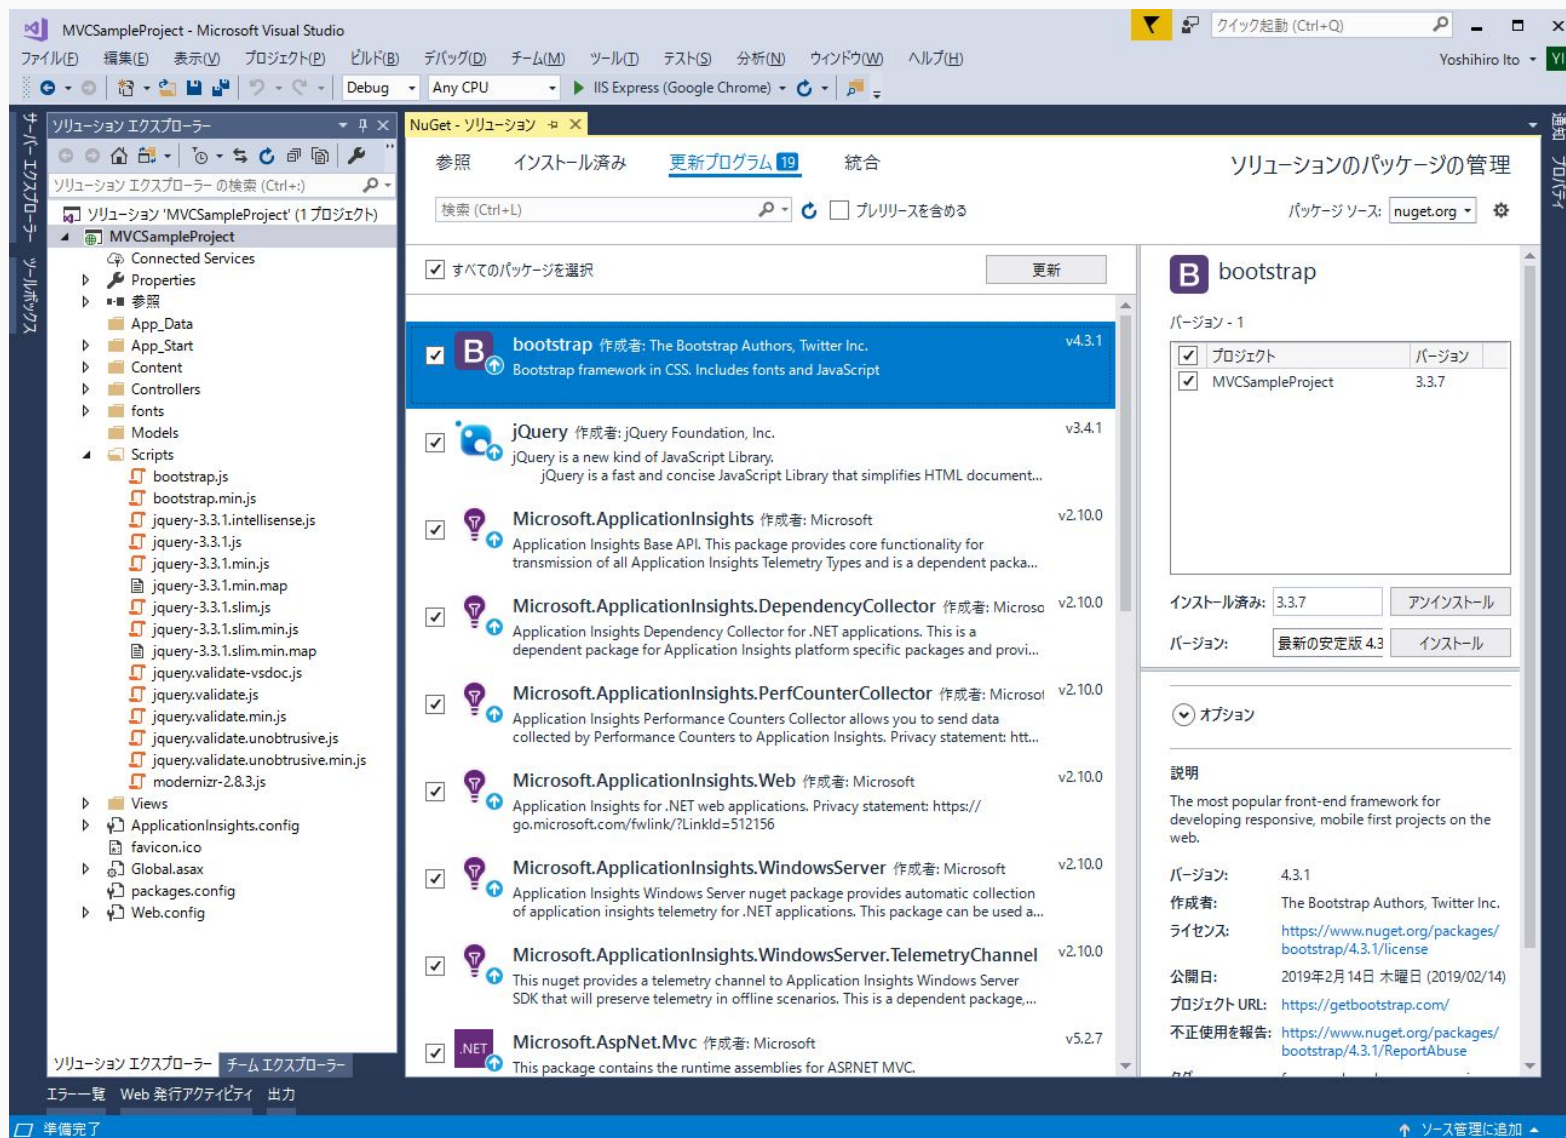 MVCSampleProject - Microsoft Visual Studio
クイック起動 (Ctrl+Q)
ファイル(F) 編集(E) 表示(V) プロジェクト(P) ビルド(B) デバッグ(D) チーム(M) ツール(T) テスト(S) 分析(N) ウィンドウ(W) ヘルプ(H)
Yoshihiro Ito
YI
Debug
Any CPU
IIS Express (Google Chrome)
サーバー エクスプローラー
ツールボックス
ソリューション エクスプローラー
ソリューション エクスプローラー の検索 (Ctrl+:)
ソリューション 'MVCSampleProject' (1 プロジェクト)
MVCSampleProject
Connected Services
Properties
参照
App_Data
App_Start
Content
Controllers
fonts
Models
Scripts
bootstrap.js
bootstrap.min.js
jquery-3.3.1.intellisense.js
jquery-3.3.1.js
jquery-3.3.1.min.js
jquery-3.3.1.min.map
jquery-3.3.1.slim.js
jquery-3.3.1.slim.min.js
jquery-3.3.1.slim.min.map
jquery.validate-vsdoc.js
jquery.validate.js
jquery.validate.min.js
jquery.validate.unobtrusive.js
jquery.validate.unobtrusive.min.js
modernizr-2.8.3.js
Views
ApplicationInsights.config
favicon.ico
Global.asax
packages.config
Web.config
ソリューション エクスプローラー チーム エクスプローラー
NuGet - ソリューション
参照 インストール済み 更新プログラム 19 統合
ソリューションのパッケージの管理
検索 (Ctrl+L)
プレリリースを含める
パッケージ ソース: nuget.org
すべてのパッケージを選択
更新
B
bootstrap 作成者: The Bootstrap Authors, Twitter Inc. v4.3.1
Bootstrap framework in CSS. Includes fonts and JavaScript
jQuery 作成者: jQuery Foundation, Inc. v3.4.1
jQuery is a new kind of JavaScript Library.
jQuery is a fast and concise JavaScript Library that simplifies HTML document...
Microsoft.ApplicationInsights 作成者: Microsoft v2.10.0
Application Insights Base API. This package provides core functionality for
transmission of all Application Insights Telemetry Types and is a dependent packa...
Microsoft.ApplicationInsights.DependencyCollector 作成者: Microso v2.10.0
Application Insights Dependency Collector for .NET applications. This is a
dependent package for Application Insights platform specific packages and provi...
Microsoft.ApplicationInsights.PerfCounterCollector 作成者: Microsof v2.10.0
Application Insights Performance Counters Collector allows you to send data
collected by Performance Counters to Application Insights. Privacy statement: htt...
Microsoft.ApplicationInsights.Web 作成者: Microsoft v2.10.0
Application Insights for .NET web applications. Privacy statement: https://
go.microsoft.com/fwlink/?LinkId=512156
Microsoft.ApplicationInsights.WindowsServer 作成者: Microsoft v2.10.0
Application Insights Windows Server nuget package provides automatic collection
of application insights telemetry for .NET applications. This package can be used a...
Microsoft.ApplicationInsights.WindowsServer.TelemetryChannel v2.10.0
This nuget provides a telemetry channel to Application Insights Windows Server
SDK that will preserve telemetry in offline scenarios. This is a dependent package,...
.NET
Microsoft.AspNet.Mvc 作成者: Microsoft v5.2.7
This package contains the runtime assemblies for ASP.NET MVC.
B
bootstrap
バージョン - 1
プロジェクト バージョン
MVCSampleProject 3.3.7
インストール済み: 3.3.7 アンインストール
バージョン: 最新の安定版 4.3 インストール
オプション
説明
The most popular front-end framework for
developing responsive, mobile first projects on the
web.
バージョン: 4.3.1
作成者: The Bootstrap Authors, Twitter Inc.
ライセンス: https://www.nuget.org/packages/
bootstrap/4.3.1/license
公開日: 2019年2月14日 木曜日 (2019/02/14)
プロジェクト URL: https://getbootstrap.com/
不正使用を報告: https://www.nuget.org/packages/
bootstrap/4.3.1/ReportAbuse
通知
プロパティ
エラー一覧 Web 発行アクティビティ 出力
準備完了
ソース管理に追加